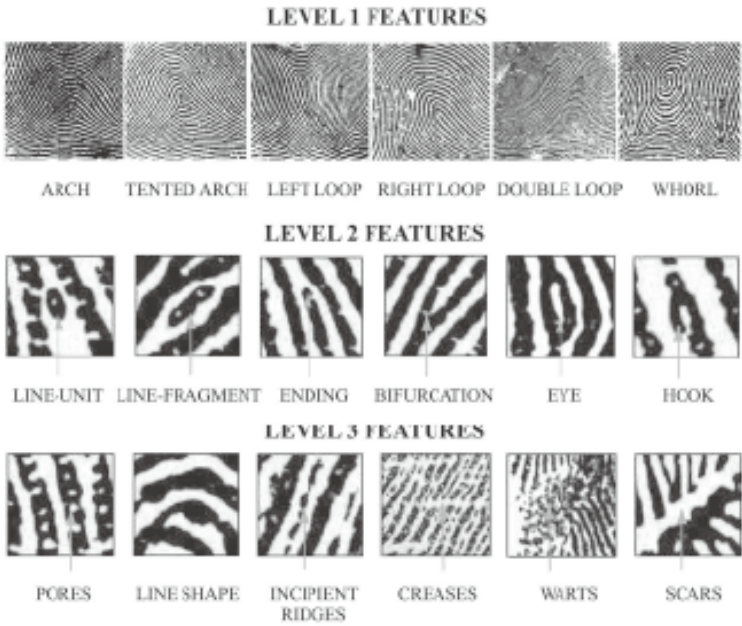 LEVEL 1 FEATURES
ARCH TENTED ARCH LEFT LOOP RIGHT LOOP DOUBLE LOOP WHORL
LEVEL 2 FEATURES
LINE-UNIT LINE-FRAGMENT ENDING BIFURCATION EYE HOOK
LEVEL 3 FEATURES
PORES LINE SHAPE INCIPIENT RIDGES CREASES WARTS SCARS